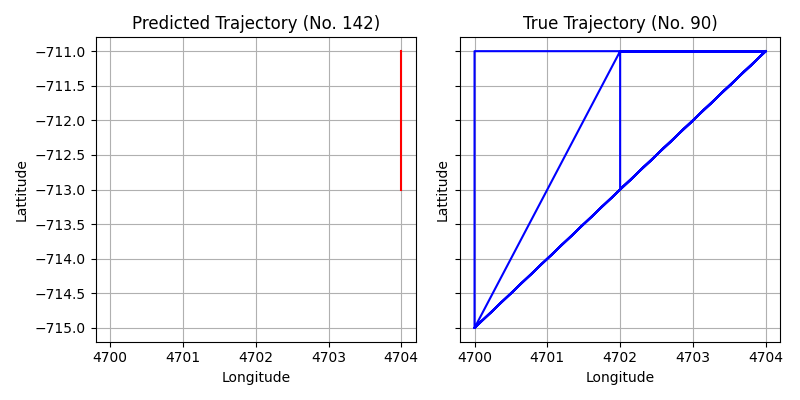 Predicted Trajectory (No. 142)
−711.0
−711.5
−712.0
−712.5
−713.0
−713.5
−714.0
−714.5
−715.0
Lattitude
4700 4701 4702 4703 4704
Longitude
True Trajectory (No. 90)
Lattitude
4700 4701 4702 4703 4704
Longitude